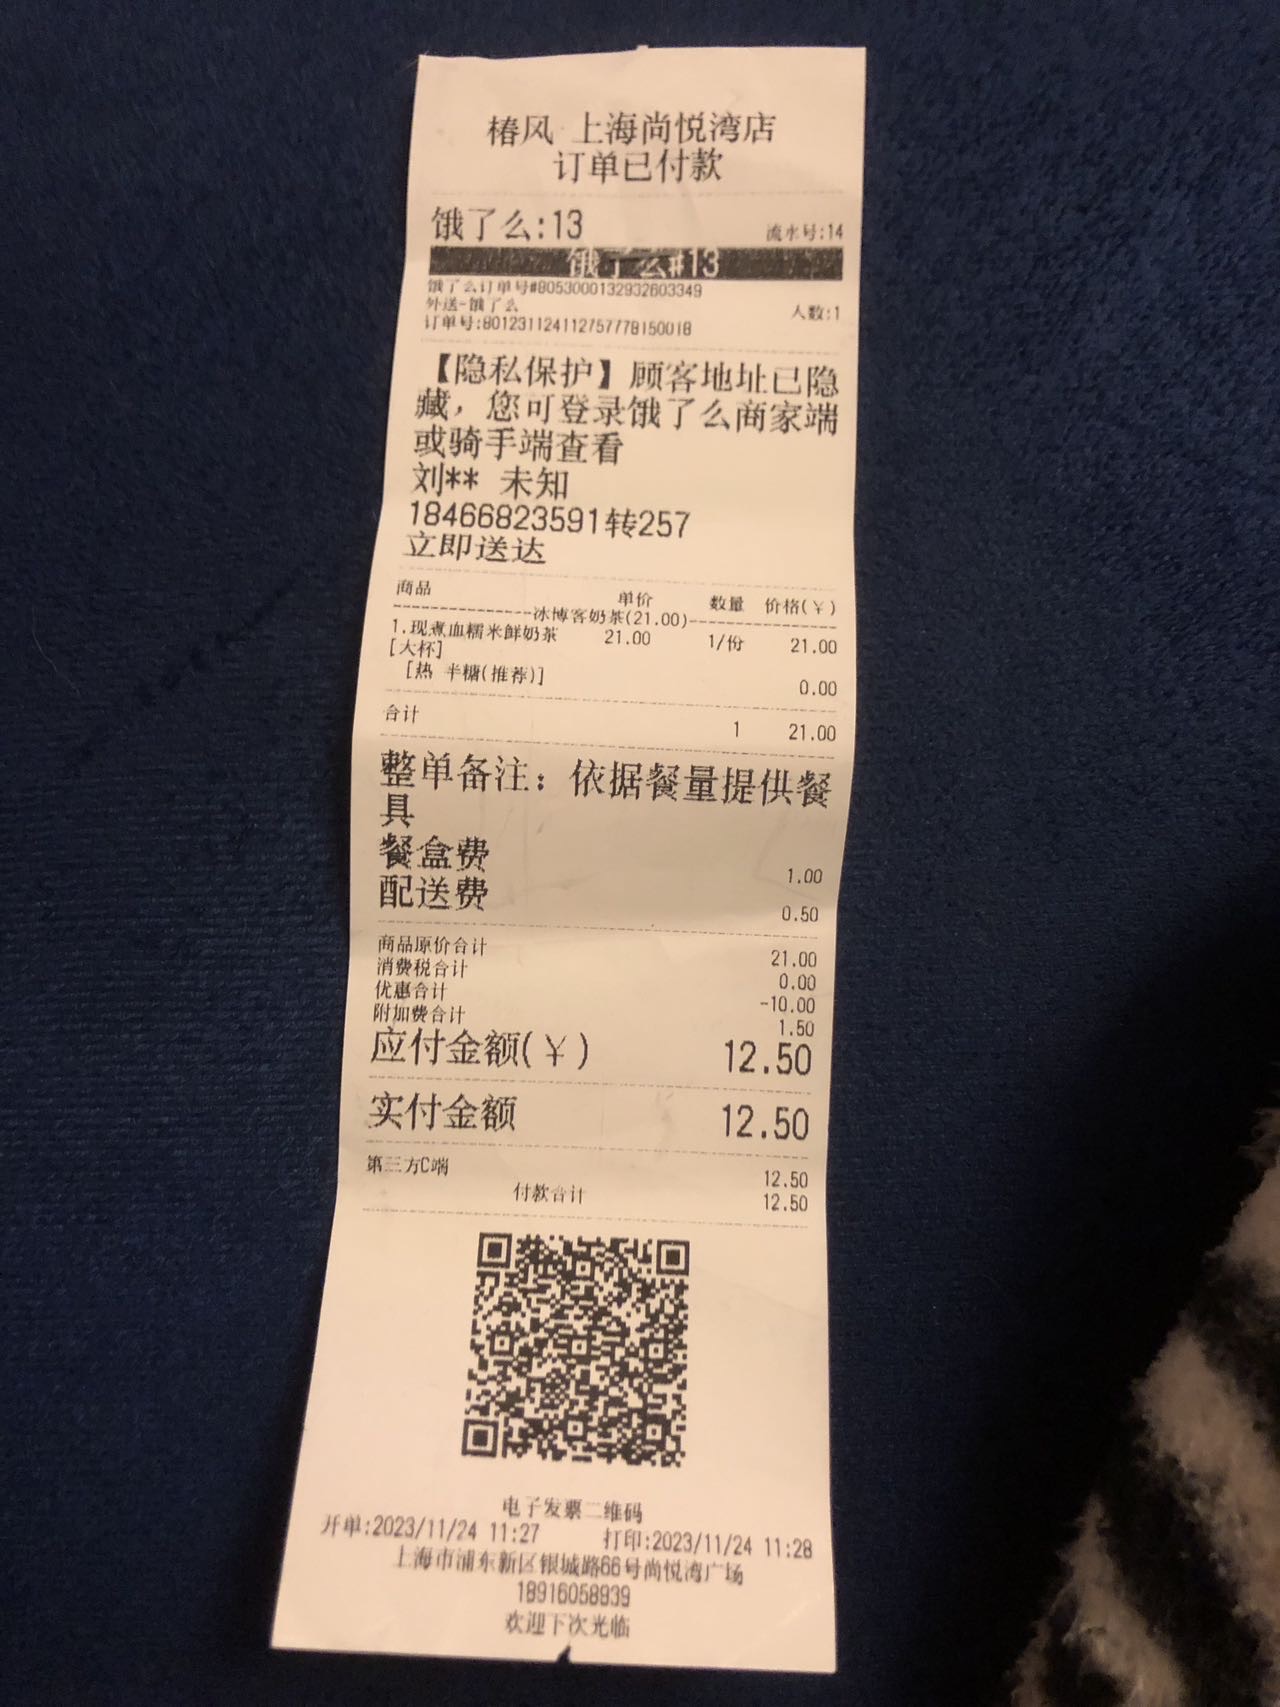 椿风 上海尚悦湾店
订单已付款
饿了么:13 流水号:14
饿了么#13
饿了么订单号#8053000132932603349
外送-饿了么 人数:1
订单号:801231124112757778150018
【隐私保护】顾客地址已隐
藏，您可登录饿了么商家端
或骑手端查看
刘** 未知
18466823591转257
立即送达
商品 单价 数量 价格(￥)
冰博客奶茶(21.00)
1.现煮血糯米鲜奶茶 21.00 1/份 21.00
[大杯]
[热 半糖(推荐)] 0.00
合计 1 21.00
整单备注：依据餐量提供餐
具
餐盒费 1.00
配送费 0.50
商品原价合计 21.00
消费税合计 0.00
优惠合计 -10.00
附加费合计 1.50
应付金额(￥) 12.50
实付金额 12.50
第三方C端 12.50
付款合计 12.50
电子发票二维码
开单:2023/11/24 11:27 打印:2023/11/24 11:28
上海市浦东新区银城路66号尚悦湾广场
18916058939
欢迎下次光临